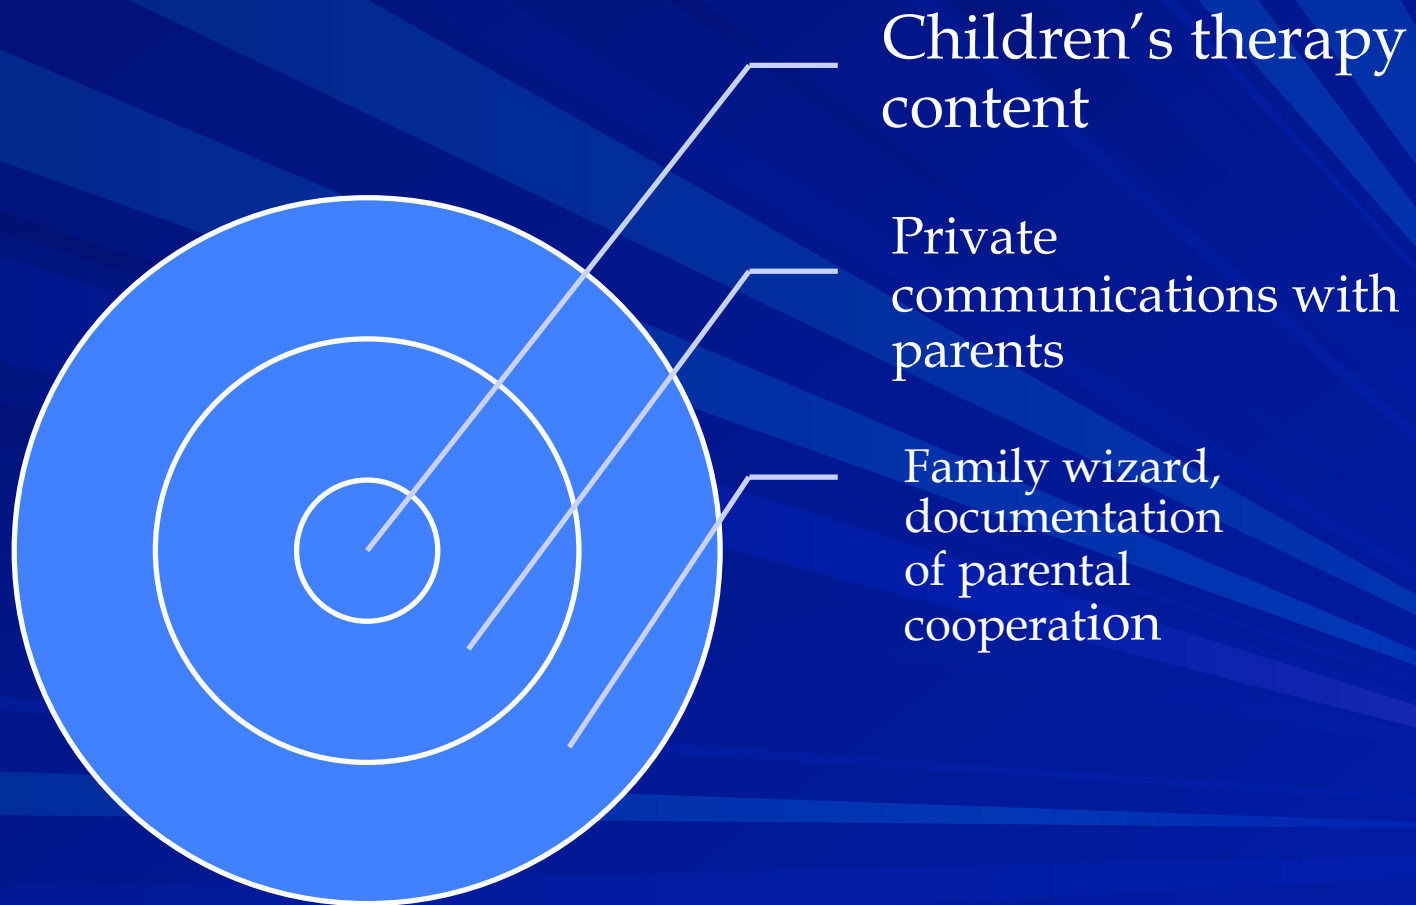 Children’s therapy
content
Private
communications with
parents
Family wizard,
documentation
of parental
cooperation